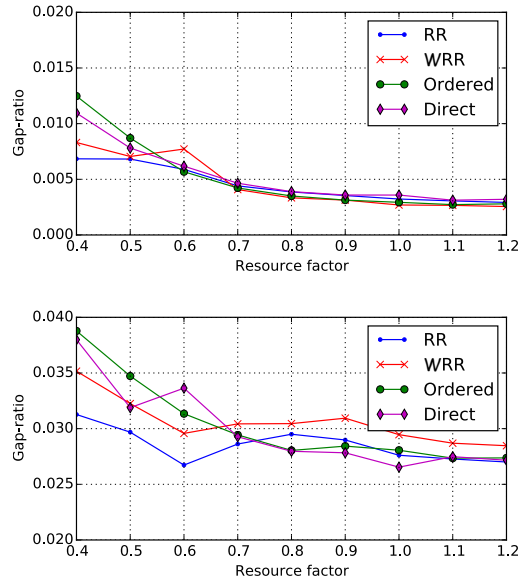 0.020
0.015
0.010
0.005
0.000
Gap-ratio
RR
WRR
Ordered
Direct
0.4 0.5 0.6 0.7 0.8 0.9 1.0 1.1 1.2
Resource factor
0.040
0.035
0.030
0.025
0.020
Gap-ratio
RR
WRR
Ordered
Direct
0.4 0.5 0.6 0.7 0.8 0.9 1.0 1.1 1.2
Resource factor